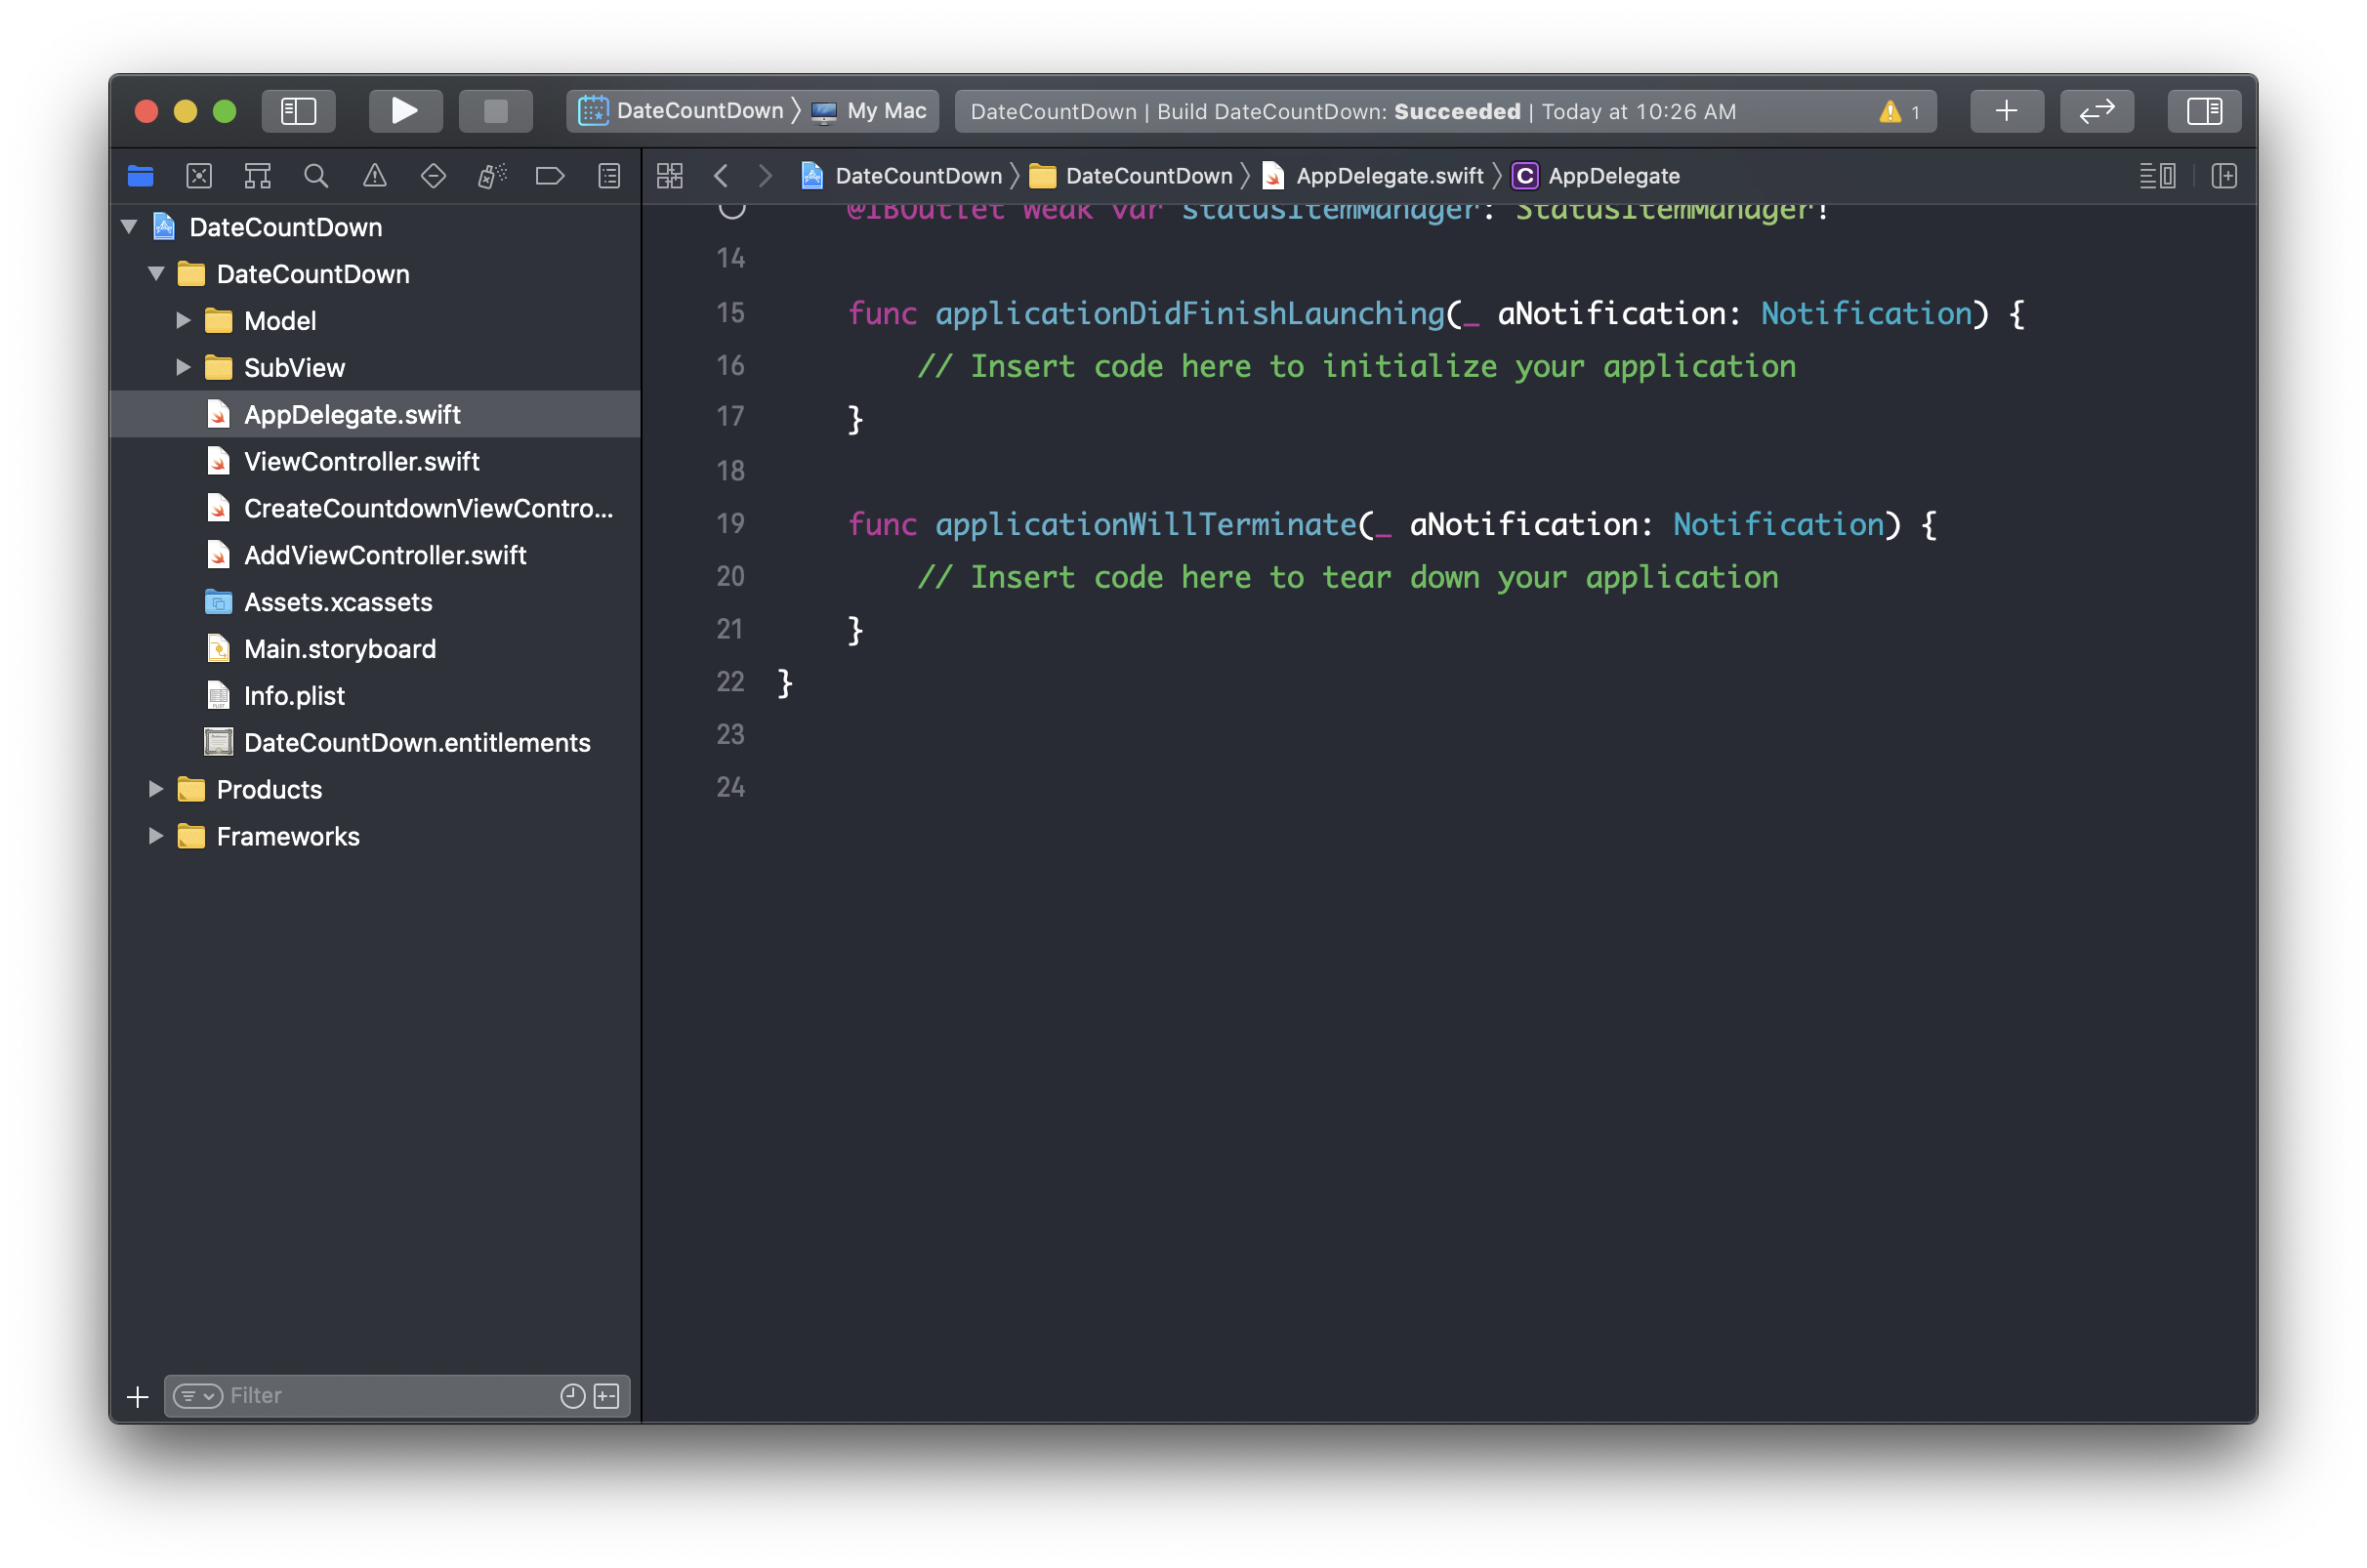 DateCountDown My Mac
DateCountDown | Build DateCountDown: Succeeded | Today at 10:26 AM 1
DateCountDown DateCountDown AppDelegate.swift C AppDelegate
DateCountDown
DateCountDown
Model
SubView
AppDelegate.swift
ViewController.swift
CreateCountdownViewContro...
AddViewController.swift
Assets.xcassets
Main.storyboard
Info.plist
DateCountDown.entitlements
Products
Frameworks
Filter
@IBOutlet weak var statusItemManager: StatusItemManager!
14
15 func applicationDidFinishLaunching(_ aNotification: Notification) {
16 // Insert code here to initialize your application
17 }
18
19 func applicationWillTerminate(_ aNotification: Notification) {
20 // Insert code here to tear down your application
21 }
22 }
23
24